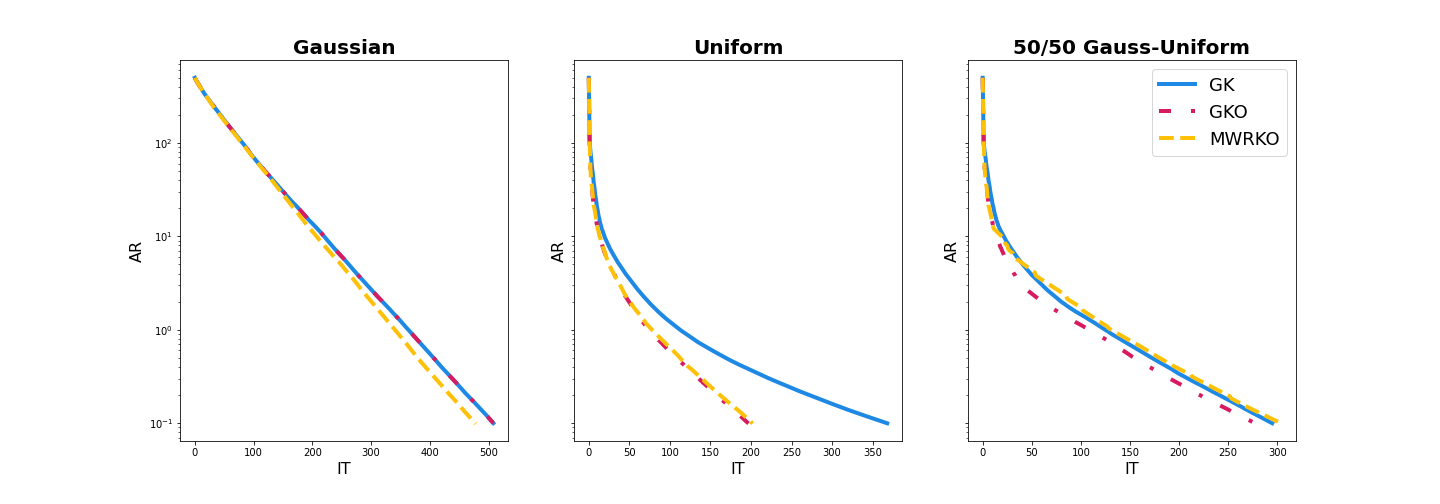 Gaussian
AR
10²
10¹
10⁰
10⁻¹
0 100 200 300 400 500
IT
Uniform
AR
0 50 100 150 200 250 300 350
IT
50/50 Gauss-Uniform
GK
GKO
MWRKO
AR
0 50 100 150 200 250 300
IT